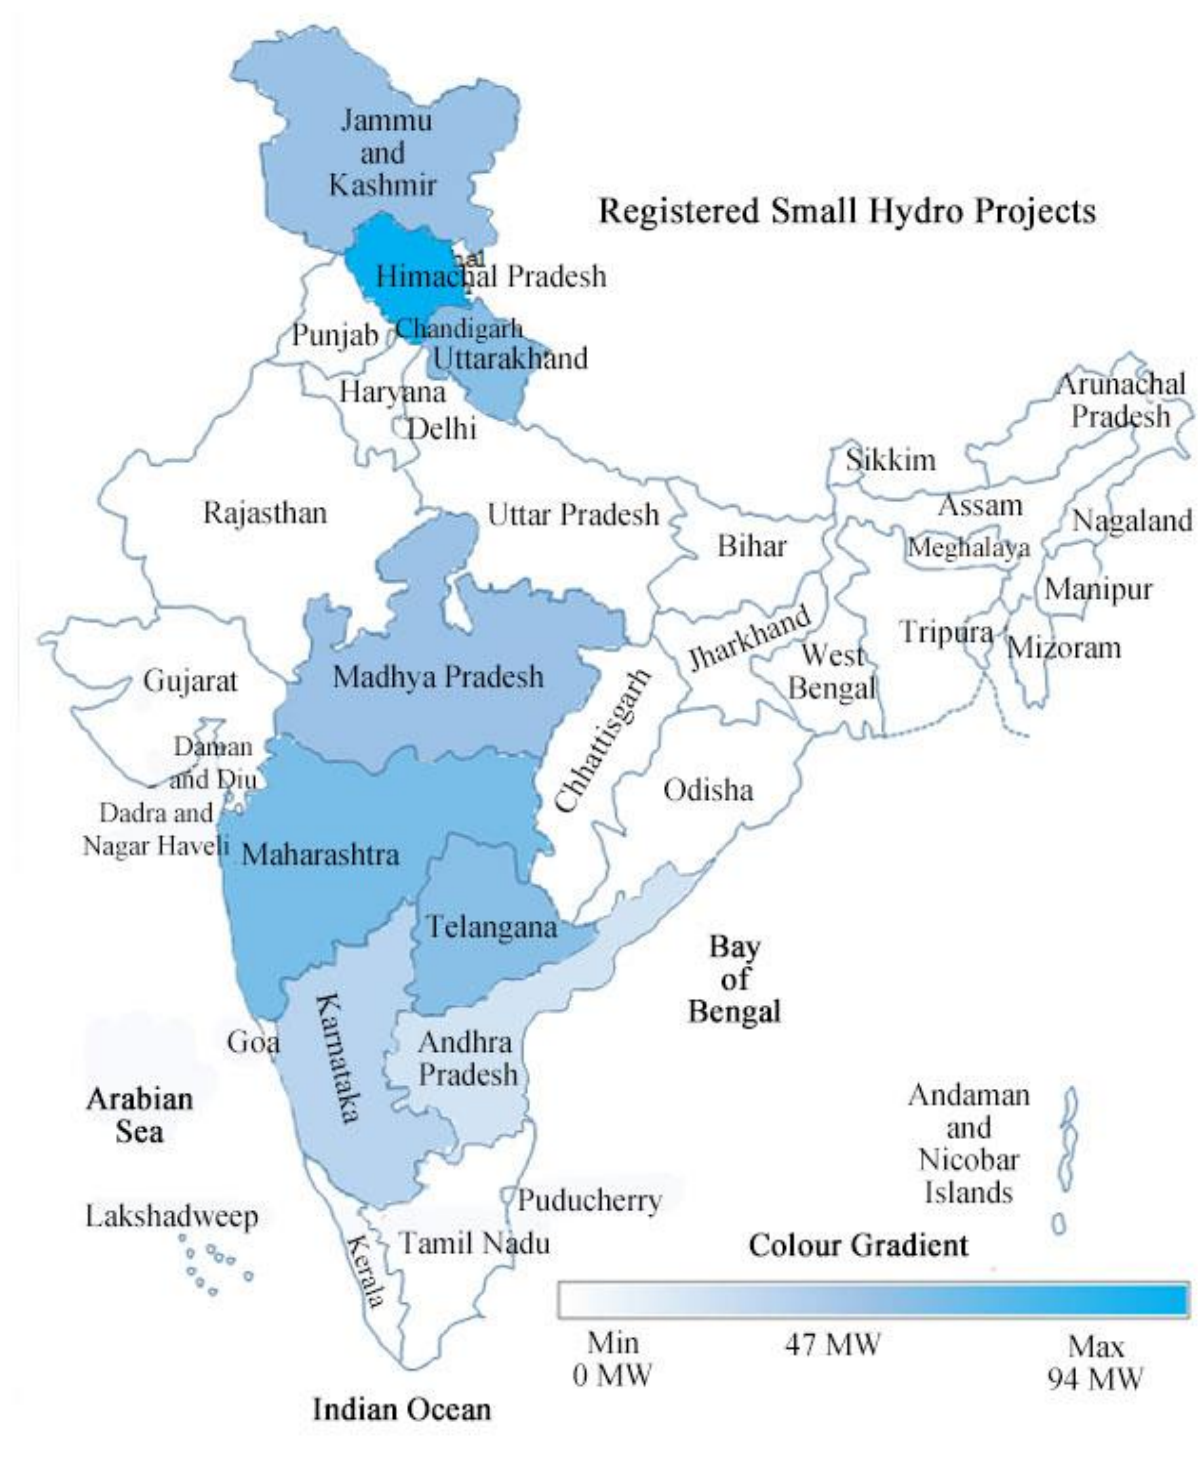 Jammu
and
Kashmir
Registered Small Hydro Projects
Himachal Pradesh
Punjab
Chandigarh
Uttarakhand
Haryana
Delhi
Arunachal
Pradesh
Sikkim
Rajasthan
Uttar Pradesh
Assam
Nagaland
Bihar
Meghalaya
Manipur
Jharkhand
Tripura
Mizoram
West
Bengal
Gujarat
Madhya Pradesh
Chhattisgarh
Daman
and Diu
Dadra and
Nagar Haveli
Odisha
Maharashtra
Telangana
Bay
of
Bengal
Karnataka
Goa
Andhra
Pradesh
Arabian
Sea
Andaman
and
Nicobar
Islands
Lakshadweep
Puducherry
Kerala
Tamil Nadu
Colour Gradient
Min
0 MW
47 MW
Max
94 MW
Indian Ocean